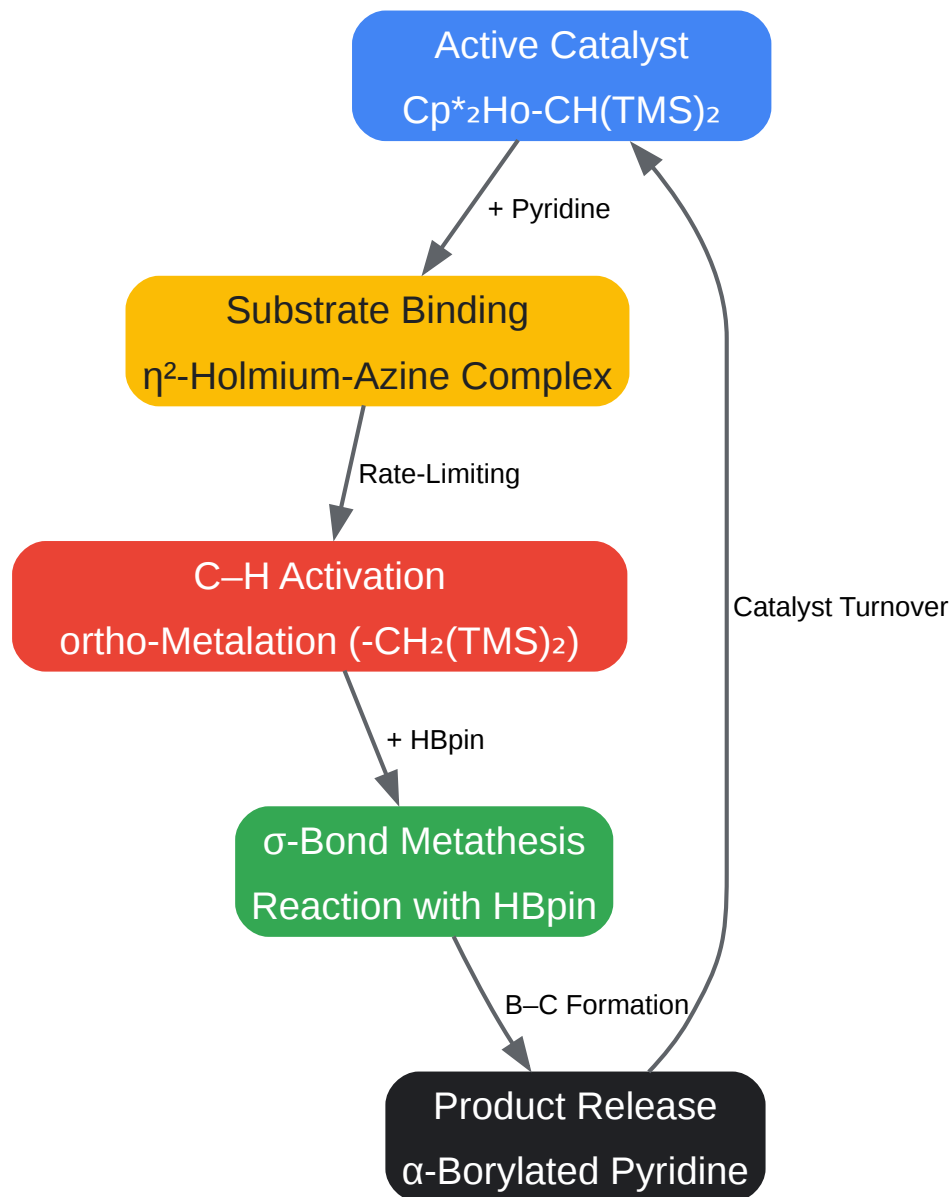 Active Catalyst
Cp*₂Ho-CH(TMS)₂
+ Pyridine
Substrate Binding
η²-Holmium-Azine Complex
Rate-Limiting
C–H Activation
ortho-Metalation (-CH₂(TMS)₂)
Catalyst Turnover
+ HBpin
σ-Bond Metathesis
Reaction with HBpin
B–C Formation
Product Release
α-Borylated Pyridine